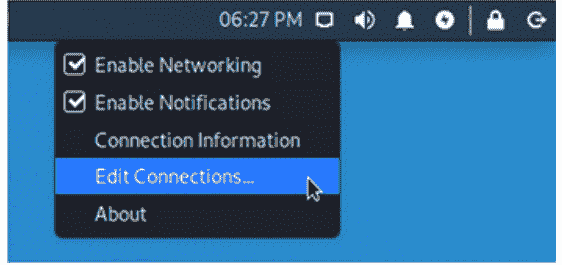 06:27 PM
Enable Networking
Enable Notifications
Connection Information
Edit Connections...
About